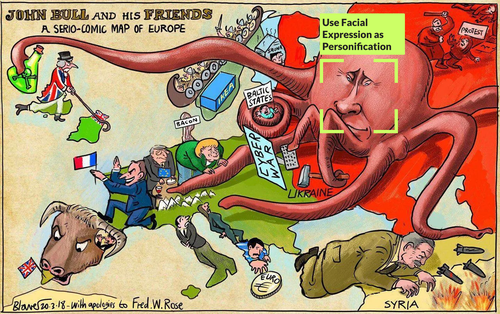 JOHN BULL AND HIS FRIENDS
A SERIO-COMIC MAP OF EUROPE
Use Facial
Expression as
Personification
PROTEST
IKEA
BALTIC
STATES
BACON
CYBER
WAR
UKRAINE
EURO
SYRIA
20.3.18 - with apologies to Fred. W. Rose